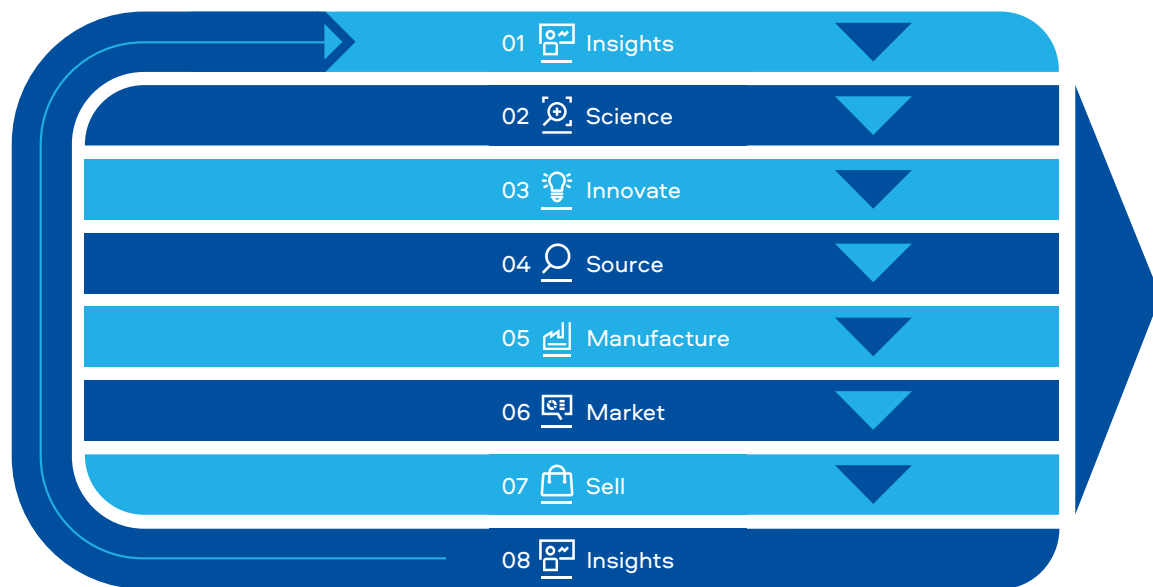 01 Insights
02 Science
03 Innovate
04 Source
05 Manufacture
06 Market
07 Sell
08 Insights